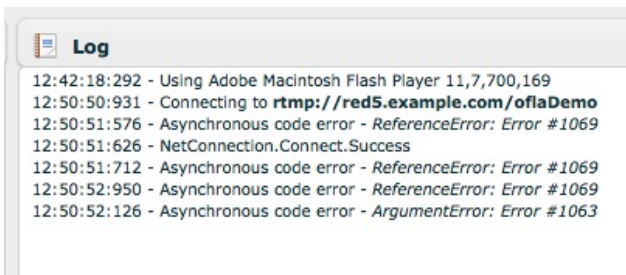 Log
12:42:18:292 - Using Adobe Macintosh Flash Player 11,7,700,169
12:50:50:931 - Connecting to rtmp://red5.example.com/oflaDemo
12:50:51:576 - Asynchronous code error - ReferenceError: Error #1069
12:50:51:626 - NetConnection.Connect.Success
12:50:51:712 - Asynchronous code error - ReferenceError: Error #1069
12:50:52:950 - Asynchronous code error - ReferenceError: Error #1069
12:50:52:126 - Asynchronous code error - ArgumentError: Error #1063